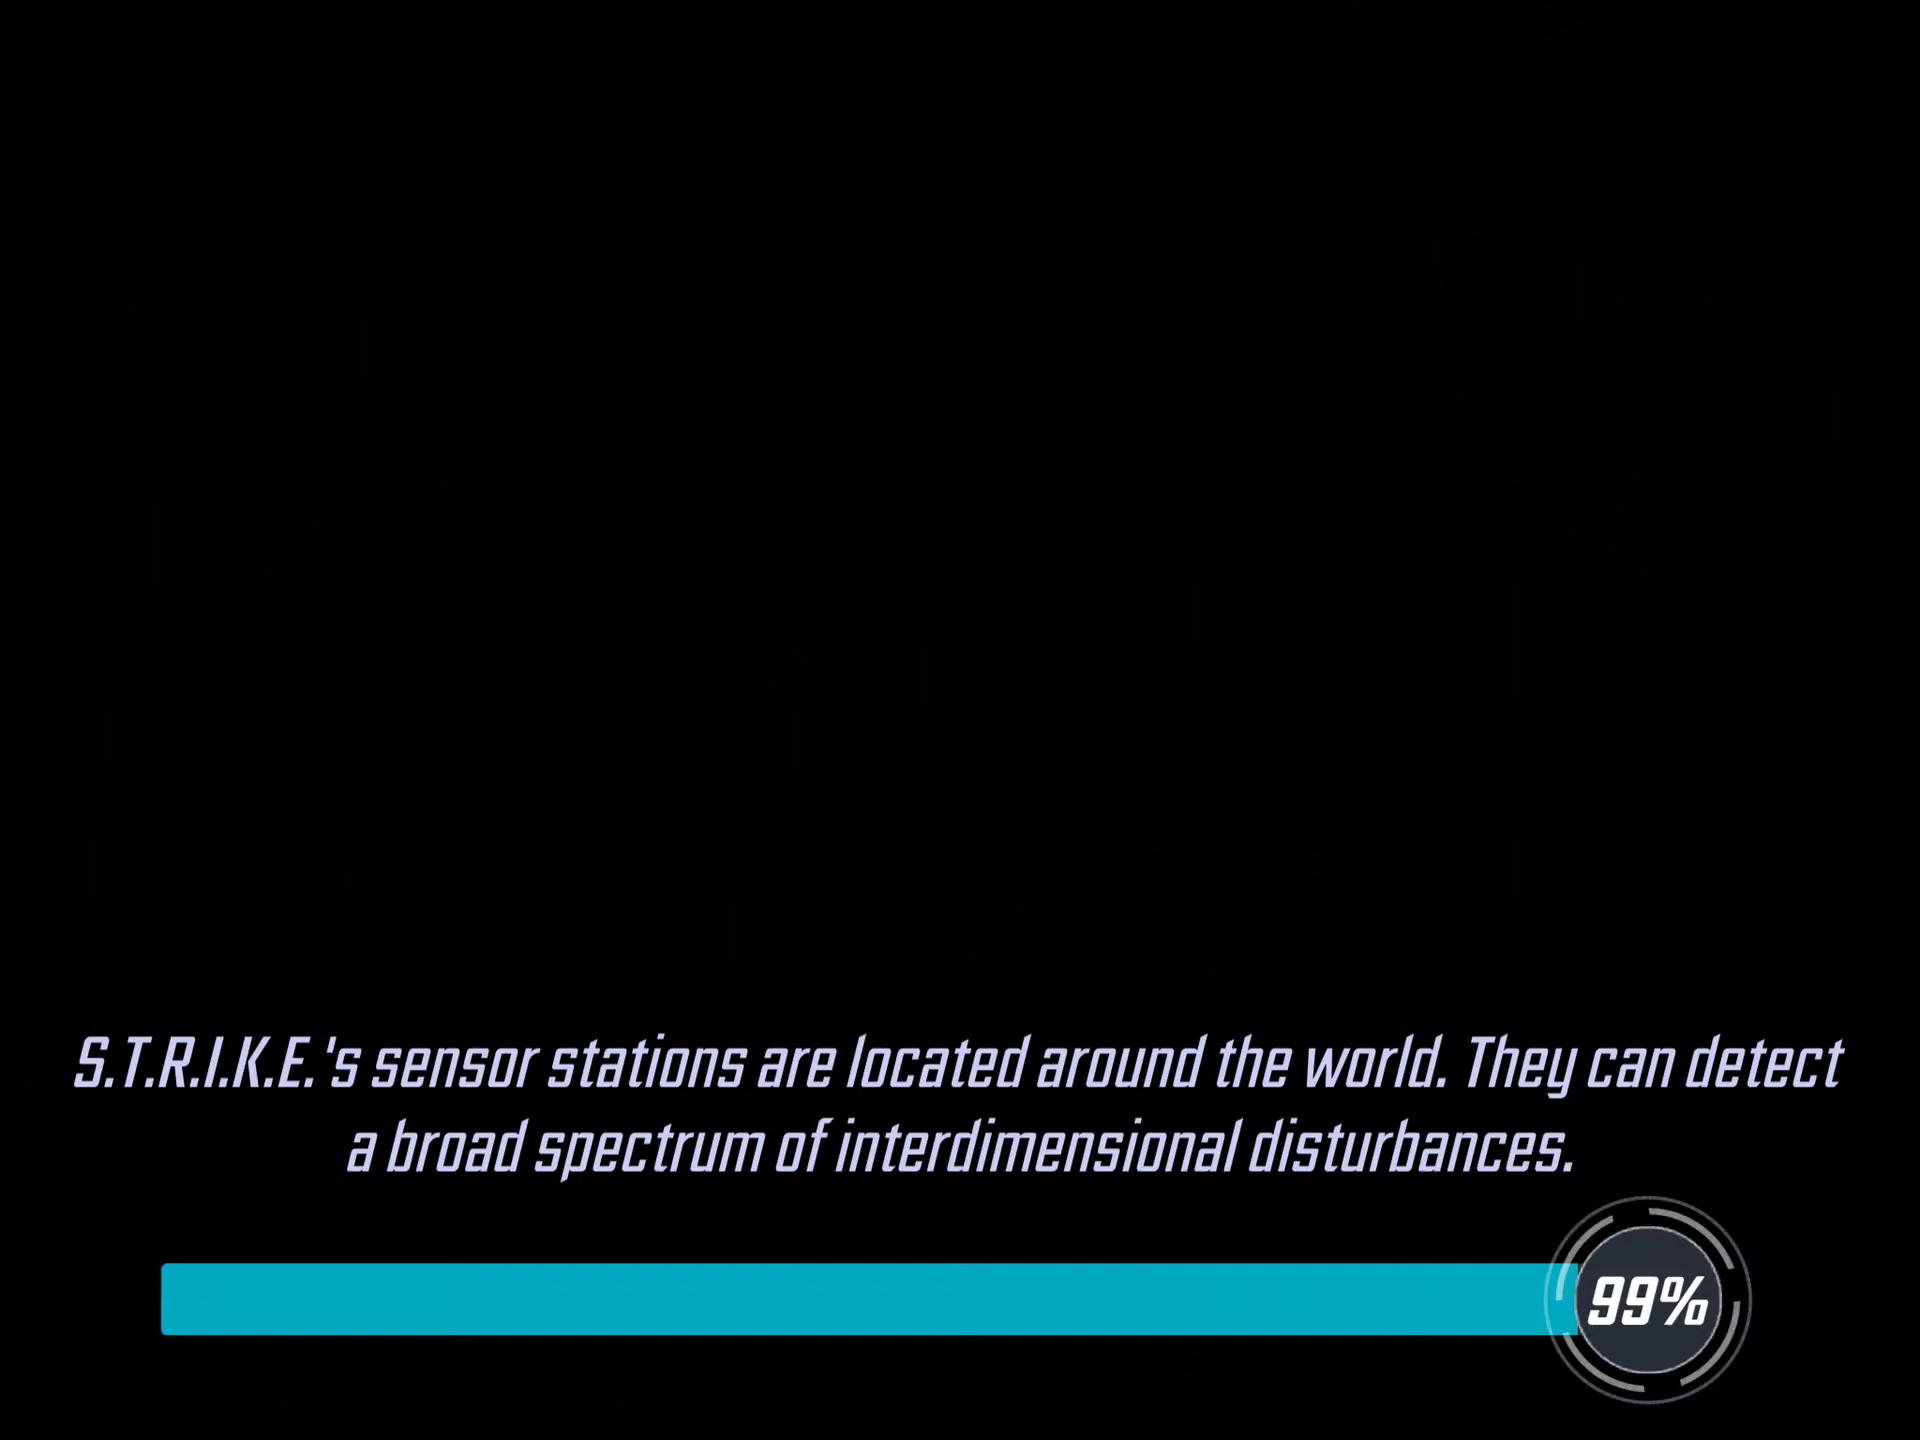 S.T.R.I.K.E.'s sensor stations are located around the world. They can detect
a broad spectrum of interdimensional disturbances.
99%